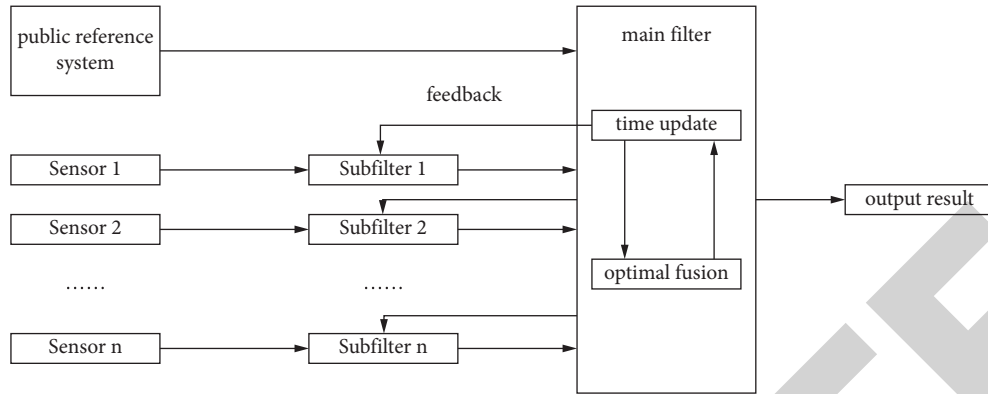 public reference
system
main filter
feedback
time update
Sensor 1
Subfilter 1
output result
Sensor 2
Subfilter 2
optimal fusion
......
......
Sensor n
Subfilter n